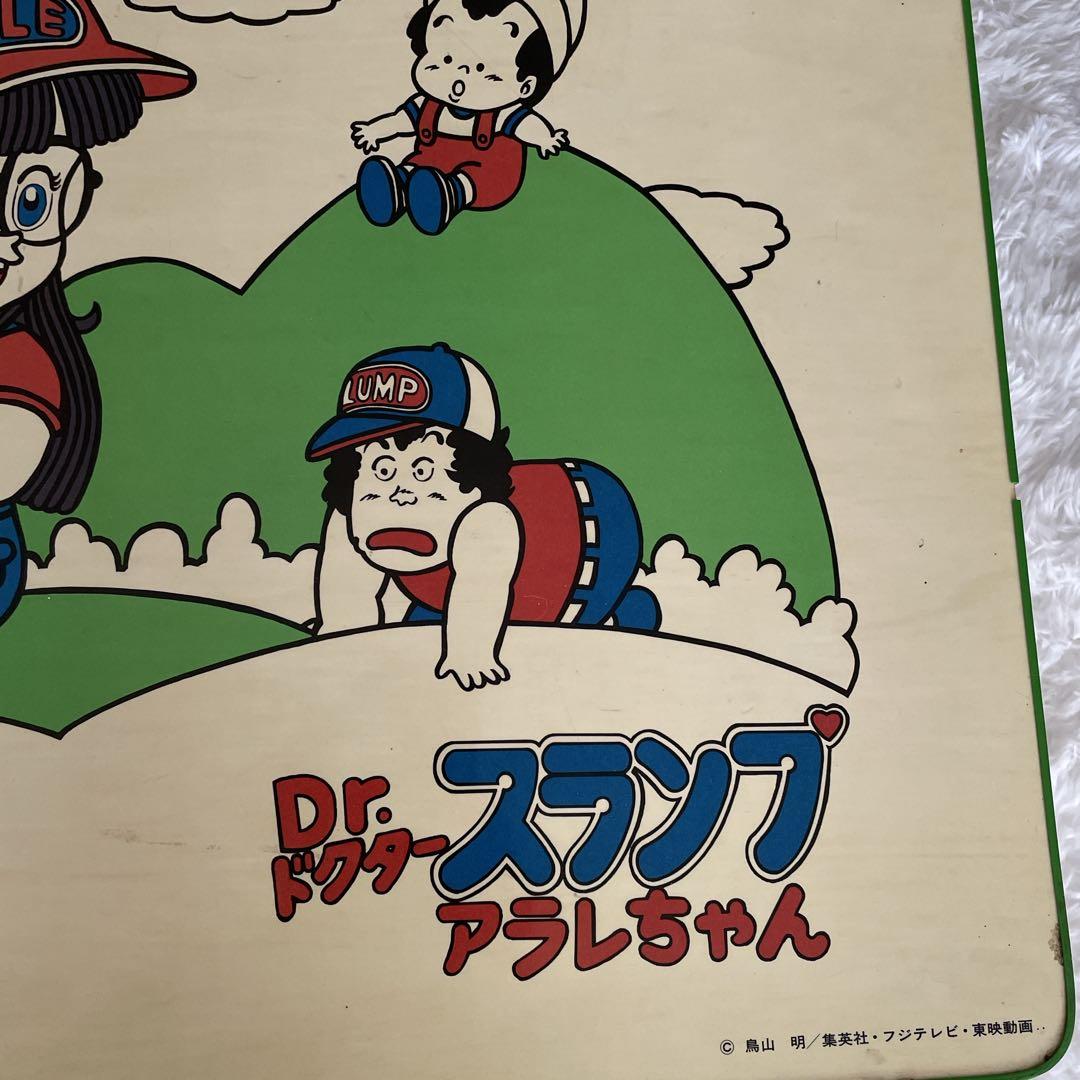 LE
LUMP
Dr.
ドクター
スランプ
アラレちゃん
© 鳥山 明／集英社・フジテレビ・東映動画